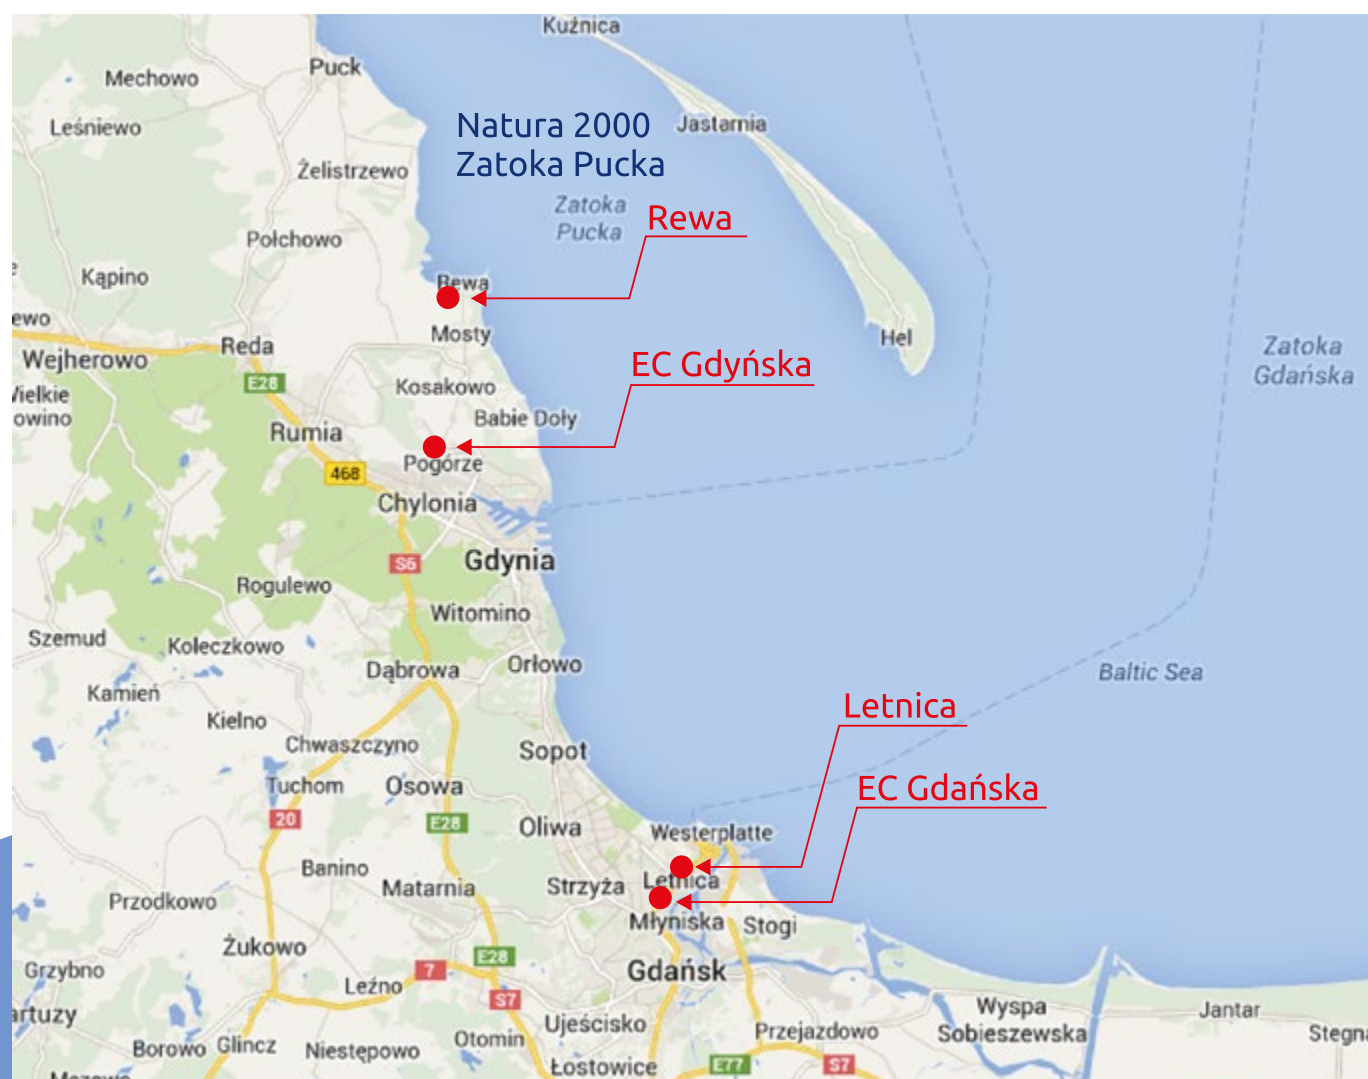 Kuźnica
Puck
Mechowo
Leśniewo
Natura 2000
Zatoka Pucka
Jastarnia
Żelistrzewo
Zatoka
Pucka
Rewa
Połchowo
Kąpino
Rewa
Mosty
Hel
Reda
Wejherowo
Zatoka
Gdańska
EC Gdyńska
E28
Kosakowo
Babie Doły
owino
Rumia
Pogórze
468
Chylonia
S6
Gdynia
Rogulewo
Witomino
Szemud
Koleczkowo
Dąbrowa
Orłowo
Baltic Sea
Kamień
Kielno
Letnica
Chwaszczyno
Sopot
Tuchom
Osowa
EC Gdańska
20
E28
Oliwa
Westerplatte
Banino
Matarnia
Strzyża
Letnica
Przodkowo
Młyniska
Stogi
Żukowo
E28
7
Gdańsk
Grzybno
Leźno
S7
Wyspa
Sobieszewska
Jantar
artuzy
Ujeścisko
Przejazdowo
Stegn
Borowo
Glincz
Niestępowo
Otomin
Łostowice
E77
S7